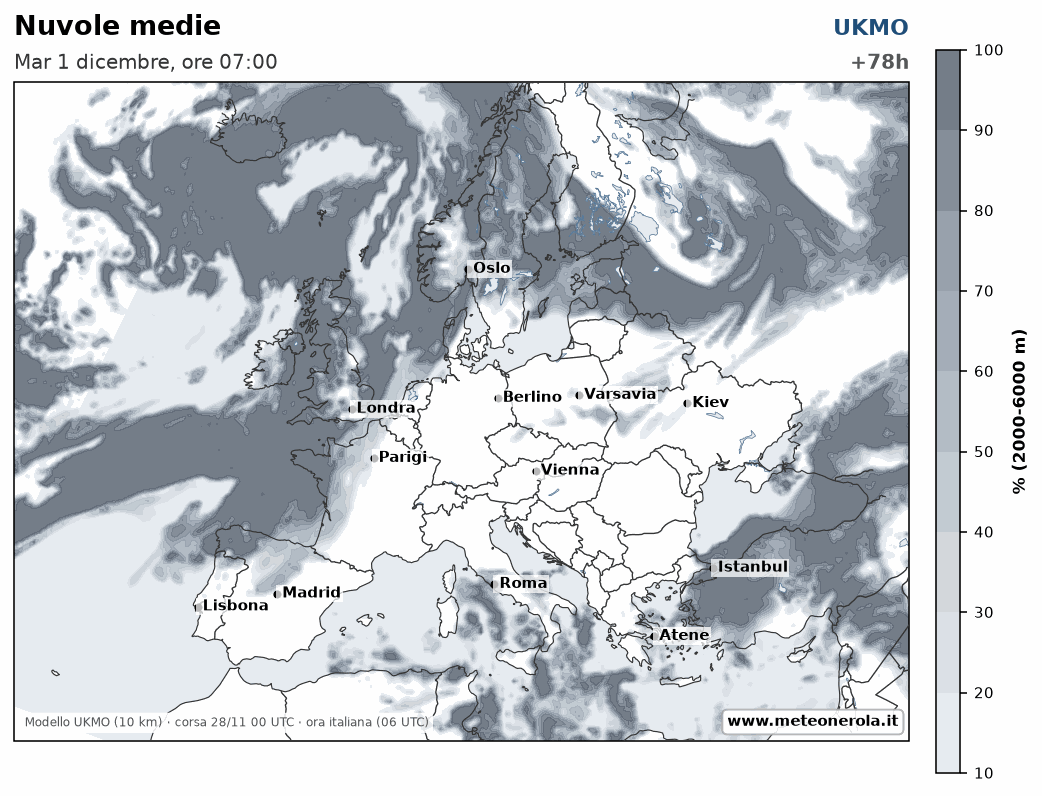 Nuvole medie
UKMO
Mar 1 dicembre, ore 07:00
+78h
100
90
80
70
60
50
40
30
20
10
% (2000-6000 m)
Oslo
Londra
Berlino
Varsavia
Kiev
Parigi
Vienna
Istanbul
Roma
Madrid
Lisbona
Atene
Modello UKMO (10 km) · corsa 28/11 00 UTC · ora italiana (06 UTC)
www.meteonerola.it